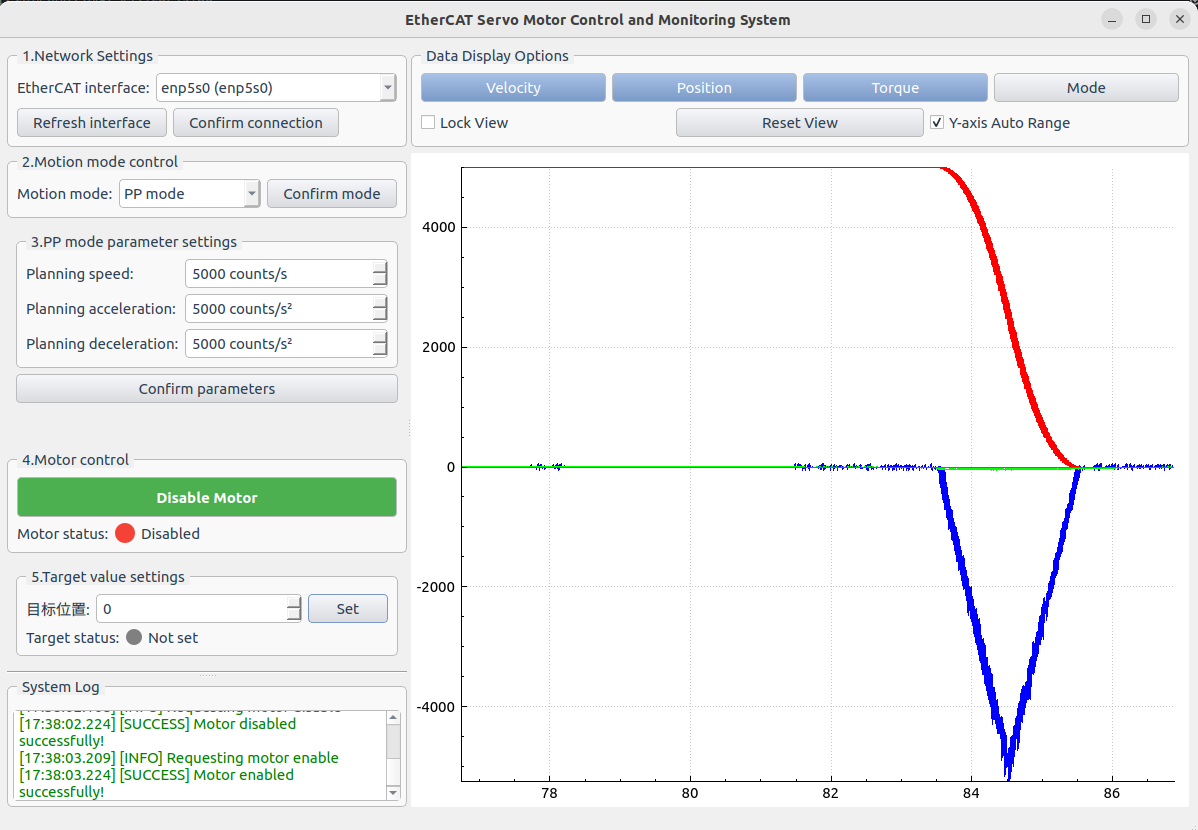 EtherCAT Servo Motor Control and Monitoring System
1.Network Settings
EtherCAT interface: enp5s0 (enp5s0)
Refresh interface Confirm connection
2.Motion mode control
Motion mode: PP mode Confirm mode
3.PP mode parameter settings
Planning speed: 5000 counts/s
Planning acceleration: 5000 counts/s²
Planning deceleration: 5000 counts/s²
Confirm parameters
4.Motor control
Disable Motor
Motor status: Disabled
5.Target value settings
目标位置: 0 Set
Target status: Not set
System Log
[17:38:02.224] [SUCCESS] Motor disabled
successfully!
[17:38:03.209] [INFO] Requesting motor enable
[17:38:03.224] [SUCCESS] Motor enabled
successfully!
Data Display Options
Velocity Position Torque Mode
Lock View Reset View Y-axis Auto Range
4000
2000
0
-2000
-4000
78 80 82 84 86